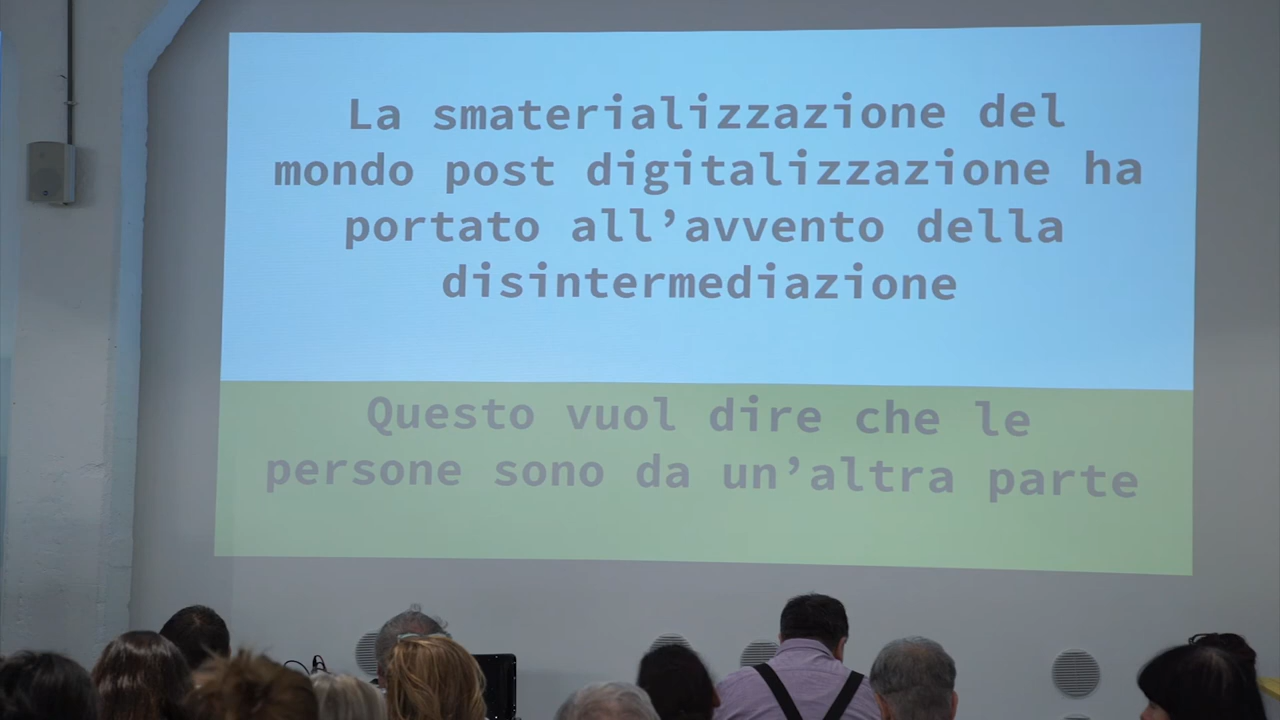 La smaterializzazione del
mondo post digitalizzazione ha
portato all’avvento della
disintermediazione
Questo vuol dire che le
persone sono da un’altra parte